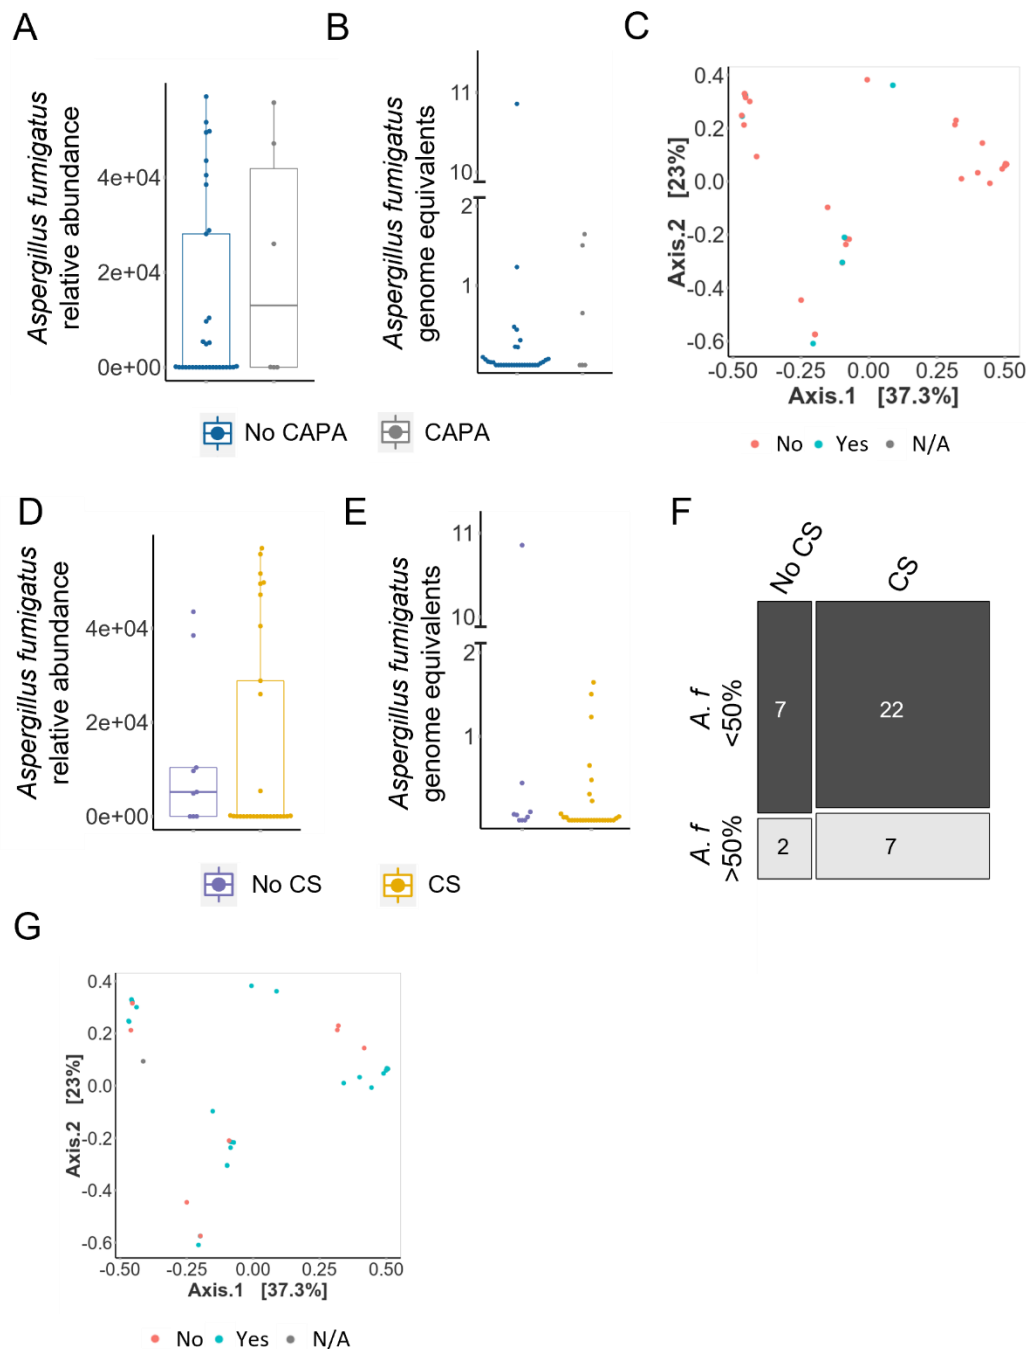 A
Aspergillus fumigatus
relative abundance
4e+04
2e+04
0e+00
B
Aspergillus fumigatus
genome equivalents
11
10
2
1
No CAPA
CAPA
C
Axis.2 [23%]
0.4
0.2
0.0
-0.2
-0.4
-0.6
-0.50 -0.25 0.00 0.25 0.50
Axis.1 [37.3%]
No Yes N/A
D
Aspergillus fumigatus
relative abundance
4e+04
2e+04
0e+00
E
Aspergillus fumigatus
genome equivalents
11
10
2
1
No CS
CS
F
No CS
CS
A. f
<50%
7
22
A. f
>50%
2
7
G
Axis.2 [23%]
0.4
0.2
0.0
-0.2
-0.4
-0.6
-0.50 -0.25 0.00 0.25 0.50
Axis.1 [37.3%]
No Yes N/A